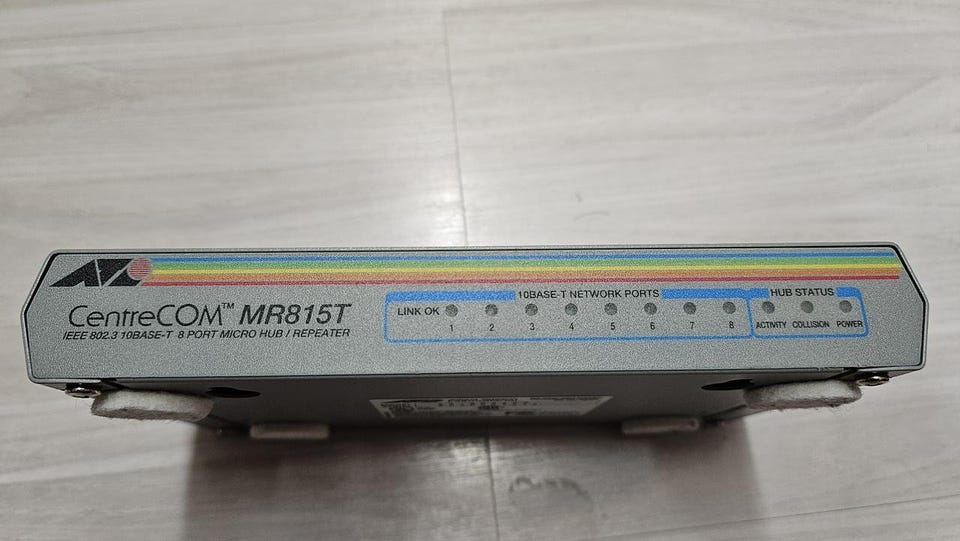 CentreCOM™ MR815T
IEEE 802.3 10BASE-T 8 PORT MICRO HUB / REPEATER
10BASE-T NETWORK PORTS
LINK OK
1 2 3 4 5 6 7 8
HUB STATUS
ACTIVITY COLLISION POWER